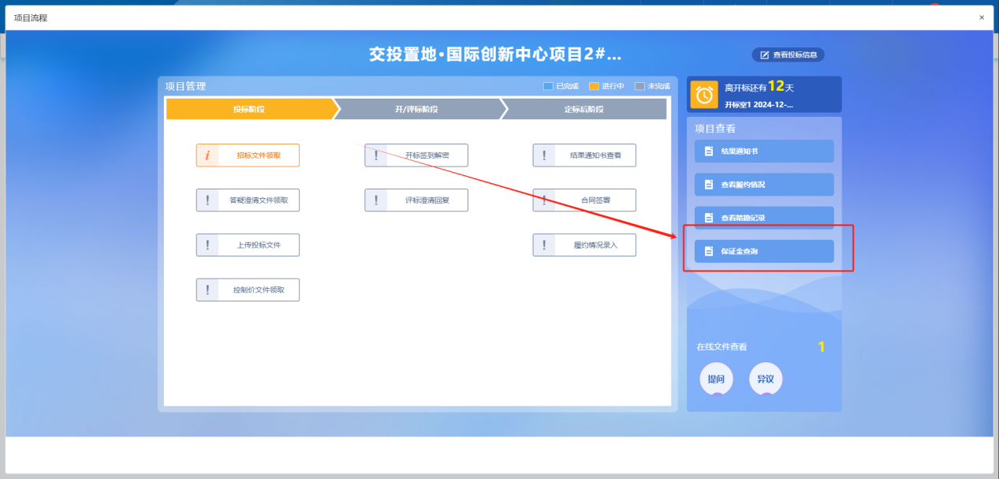 项目流程
×
交投置地·国际创新中心项目2#...
查看投标信息
项目管理
已完成 进行中 未完成
投标阶段 开/评标阶段 定标后阶段
招标文件领取
开标签到解密
结果通知书查看
答疑澄清文件领取
评标澄清回复
合同签署
上传投标文件
履约情况录入
控制价文件领取
离开标还有12天
开标室1 2024-12-...
项目查看
结果通知书
查看履约情况
查看踏勘记录
保证金查询
在线文件查看 1
提问 异议